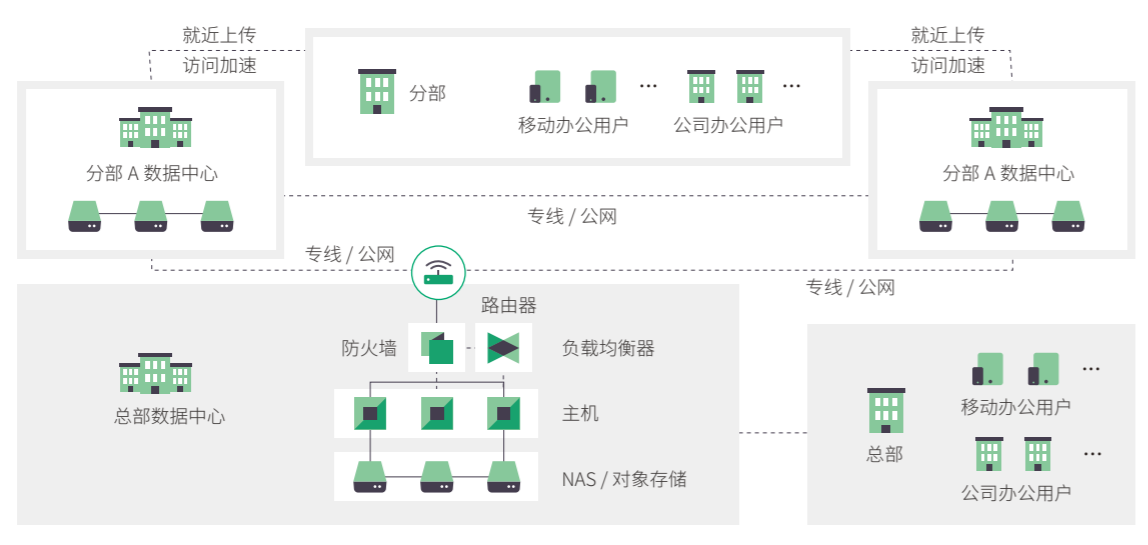 就近上传
访问加速
分部
移动办公用户
···
公司办公用户
···
就近上传
访问加速
分部 A 数据中心
分部 A 数据中心
专线 / 公网
专线 / 公网
专线 / 公网
路由器
防火墙
负载均衡器
总部数据中心
主机
NAS / 对象存储
总部
移动办公用户
···
公司办公用户
···